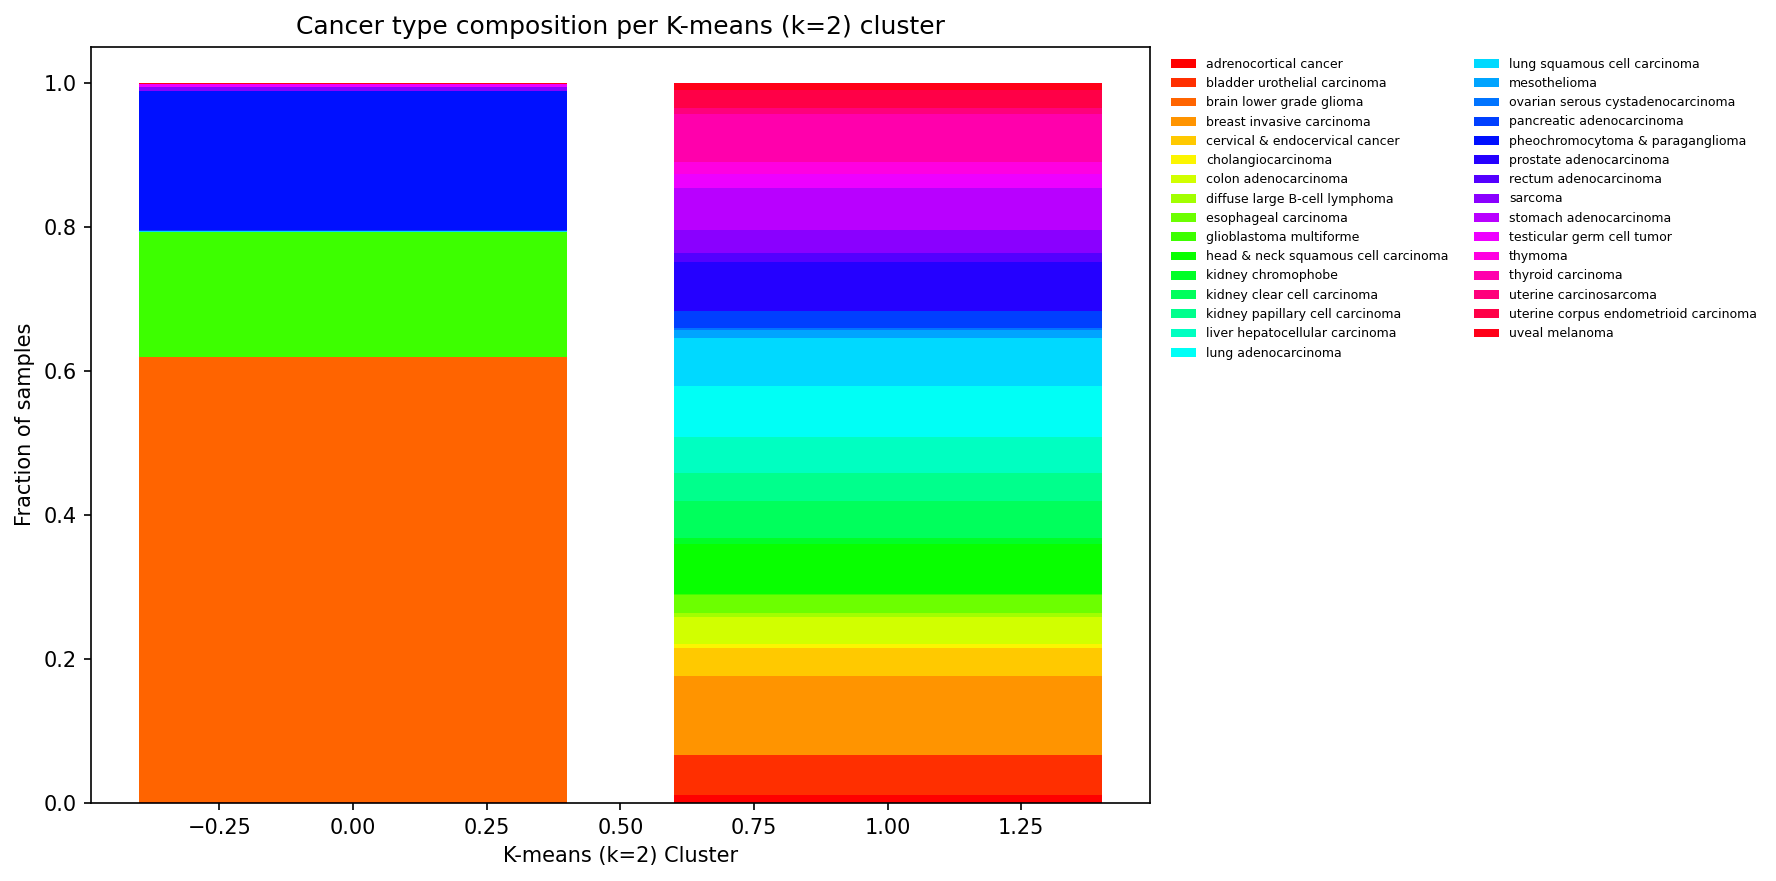 Cancer type composition per K-means (k=2) cluster
Fraction of samples
1.0
0.8
0.6
0.4
0.2
0.0
−0.25
0.00
0.25
0.50
0.75
1.00
1.25
K-means (k=2) Cluster
adrenocortical cancer
bladder urothelial carcinoma
brain lower grade glioma
breast invasive carcinoma
cervical & endocervical cancer
cholangiocarcinoma
colon adenocarcinoma
diffuse large B-cell lymphoma
esophageal carcinoma
glioblastoma multiforme
head & neck squamous cell carcinoma
kidney chromophobe
kidney clear cell carcinoma
kidney papillary cell carcinoma
liver hepatocellular carcinoma
lung adenocarcinoma
lung squamous cell carcinoma
mesothelioma
ovarian serous cystadenocarcinoma
pancreatic adenocarcinoma
pheochromocytoma & paraganglioma
prostate adenocarcinoma
rectum adenocarcinoma
sarcoma
stomach adenocarcinoma
testicular germ cell tumor
thymoma
thyroid carcinoma
uterine carcinosarcoma
uterine corpus endometrioid carcinoma
uveal melanoma